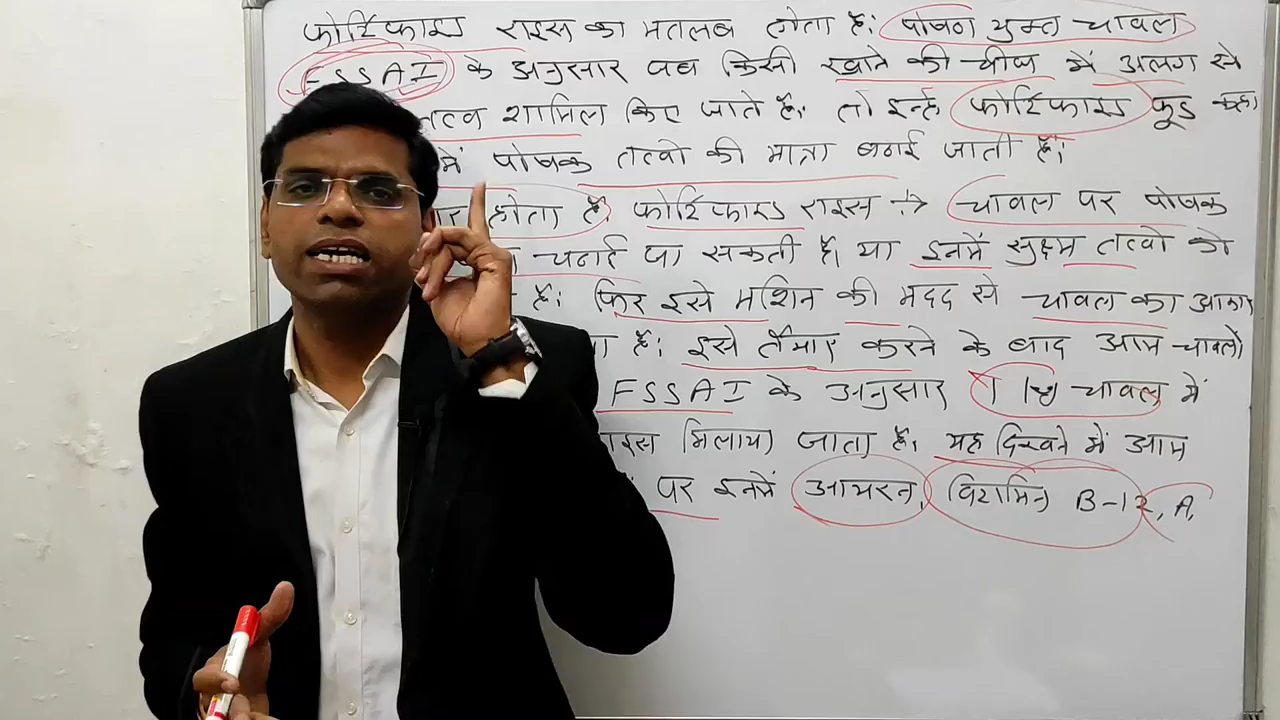 फोर्टिफाइड राइस का मतलब होता है। पोषण युक्त चावल
FSSAI के अनुसार जब किसी खाने की चीज में अलग से
तत्व शामिल किए जाते है। तो इन्हे फोर्टिफाइड फूड कहा
में पोषक तत्वो की मात्रा बढाई जाती है।
होता है फोर्टिफाइड राइस → चावल पर पोषक
चढाई जा सकती है। या इनमें सुक्ष्म तत्वो को
है। फिर इसे मशिन की मदद से चावल का आकार
है। इसे तैयार करने के बाद आम चावलों
FSSAI के अनुसार 1 kg चावल में
राइस मिलाया जाता है। यह दिखने में आम
पर इनमें आयरन, विटामिन B-12, A,